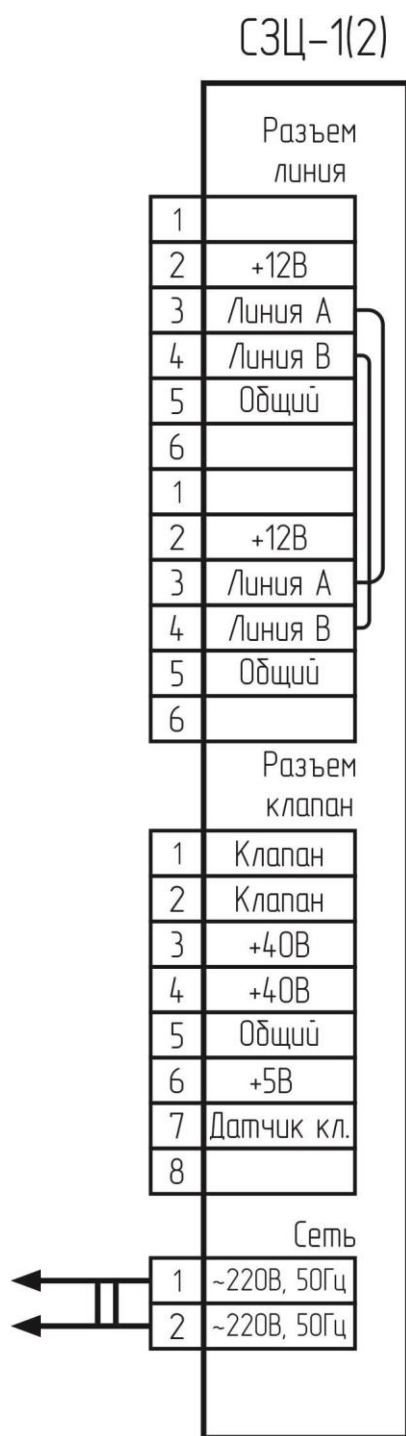 СЗЦ-1(2)
Разъем
линия
1
2 +12В
3 Линия А
4 Линия В
5 Общий
6
1
2 +12В
3 Линия А
4 Линия В
5 Общий
6
Разъем
клапан
1 Клапан
2 Клапан
3 +40В
4 +40В
5 Общий
6 +5В
7 Датчик кл.
8
Сеть
1 ~220В, 50Гц
2 ~220В, 50Гц